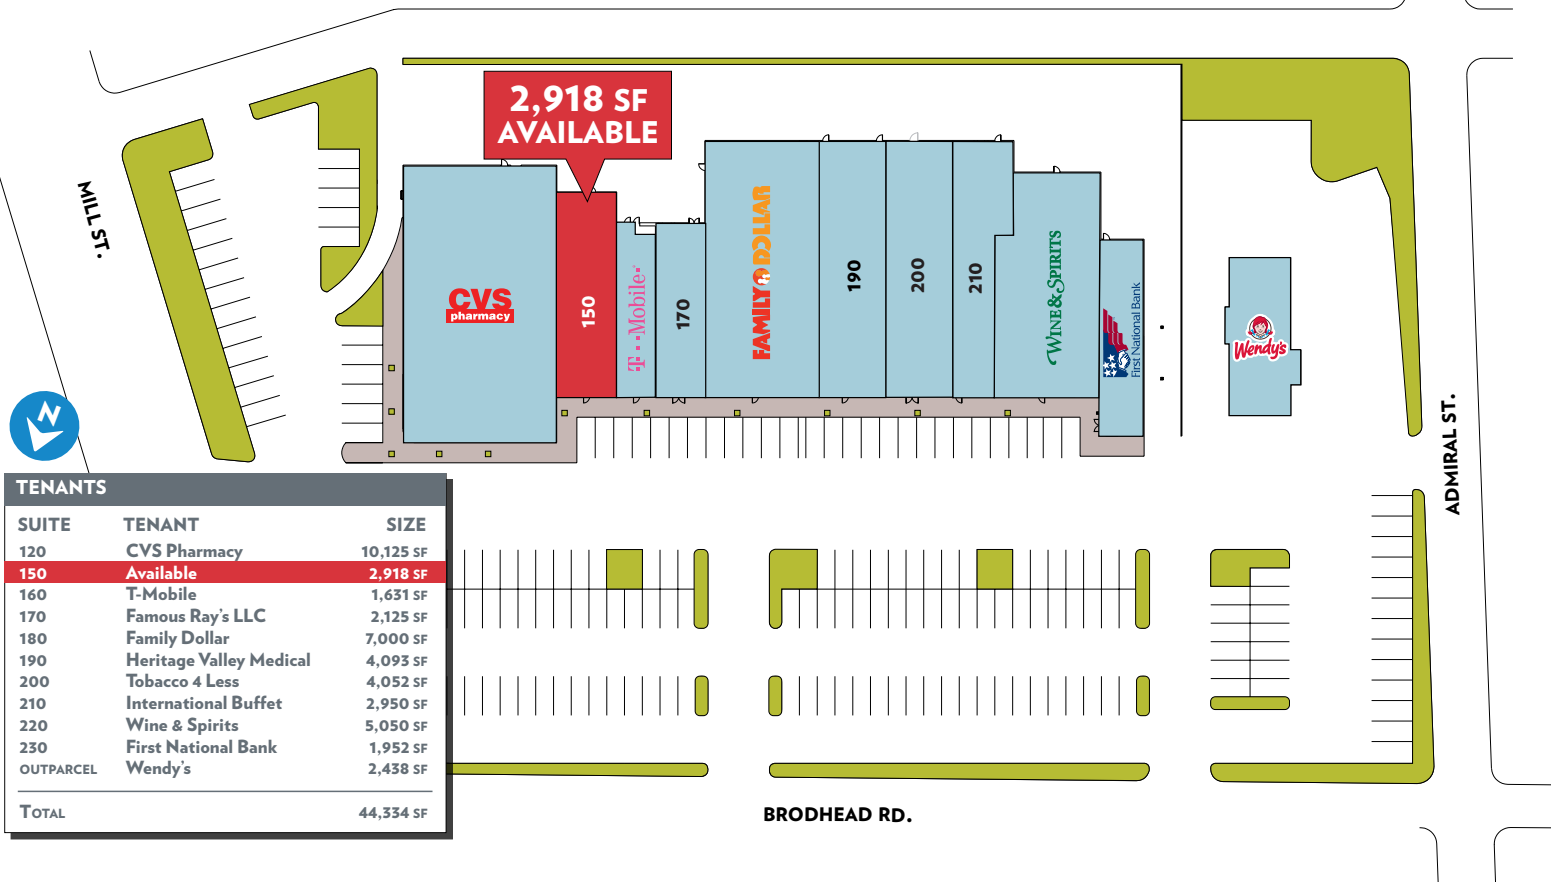 2,918 SF
AVAILABLE
MILL ST.
CVS
pharmacy
150
T-Mobile
170
FAMILY DOLLAR
190
200
210
WINE & SPIRITS
First National Bank
Wendy's
ADMIRAL ST.
N
TENANTS
SUITE TENANT SIZE
120 CVS Pharmacy 10,125 SF
150 Available 2,918 SF
160 T-Mobile 1,631 SF
170 Famous Ray's LLC 2,125 SF
180 Family Dollar 7,000 SF
190 Heritage Valley Medical 4,093 SF
200 Tobacco 4 Less 4,052 SF
210 International Buffet 2,950 SF
220 Wine & Spirits 5,050 SF
230 First National Bank 1,952 SF
OUTPARCEL Wendy's 2,438 SF
TOTAL 44,334 SF
BRODHEAD RD.